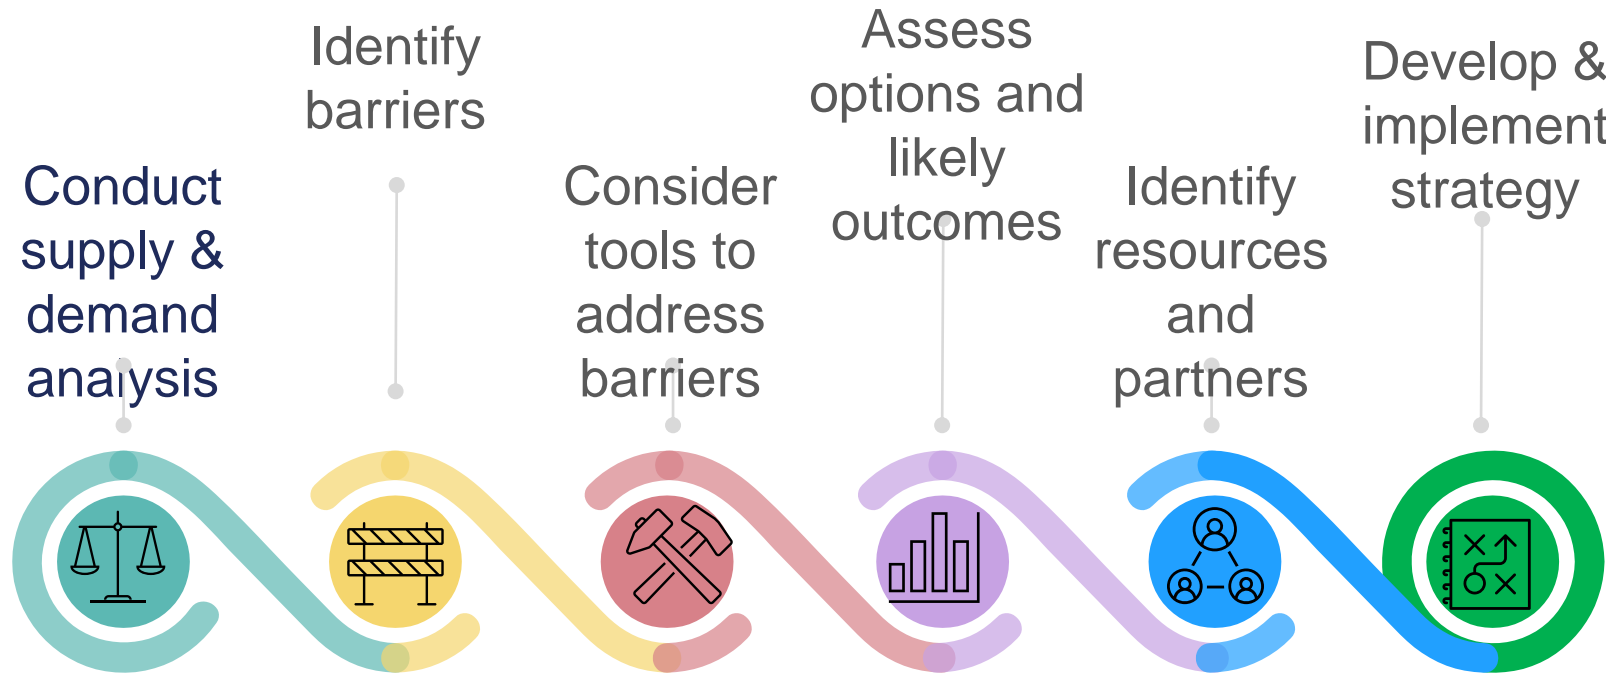 Conduct
supply &
demand
analysis
Identify
barriers
Consider
tools to
address
barriers
Assess
options and
likely
outcomes
Identify
resources
and
partners
Develop &
implement
strategy